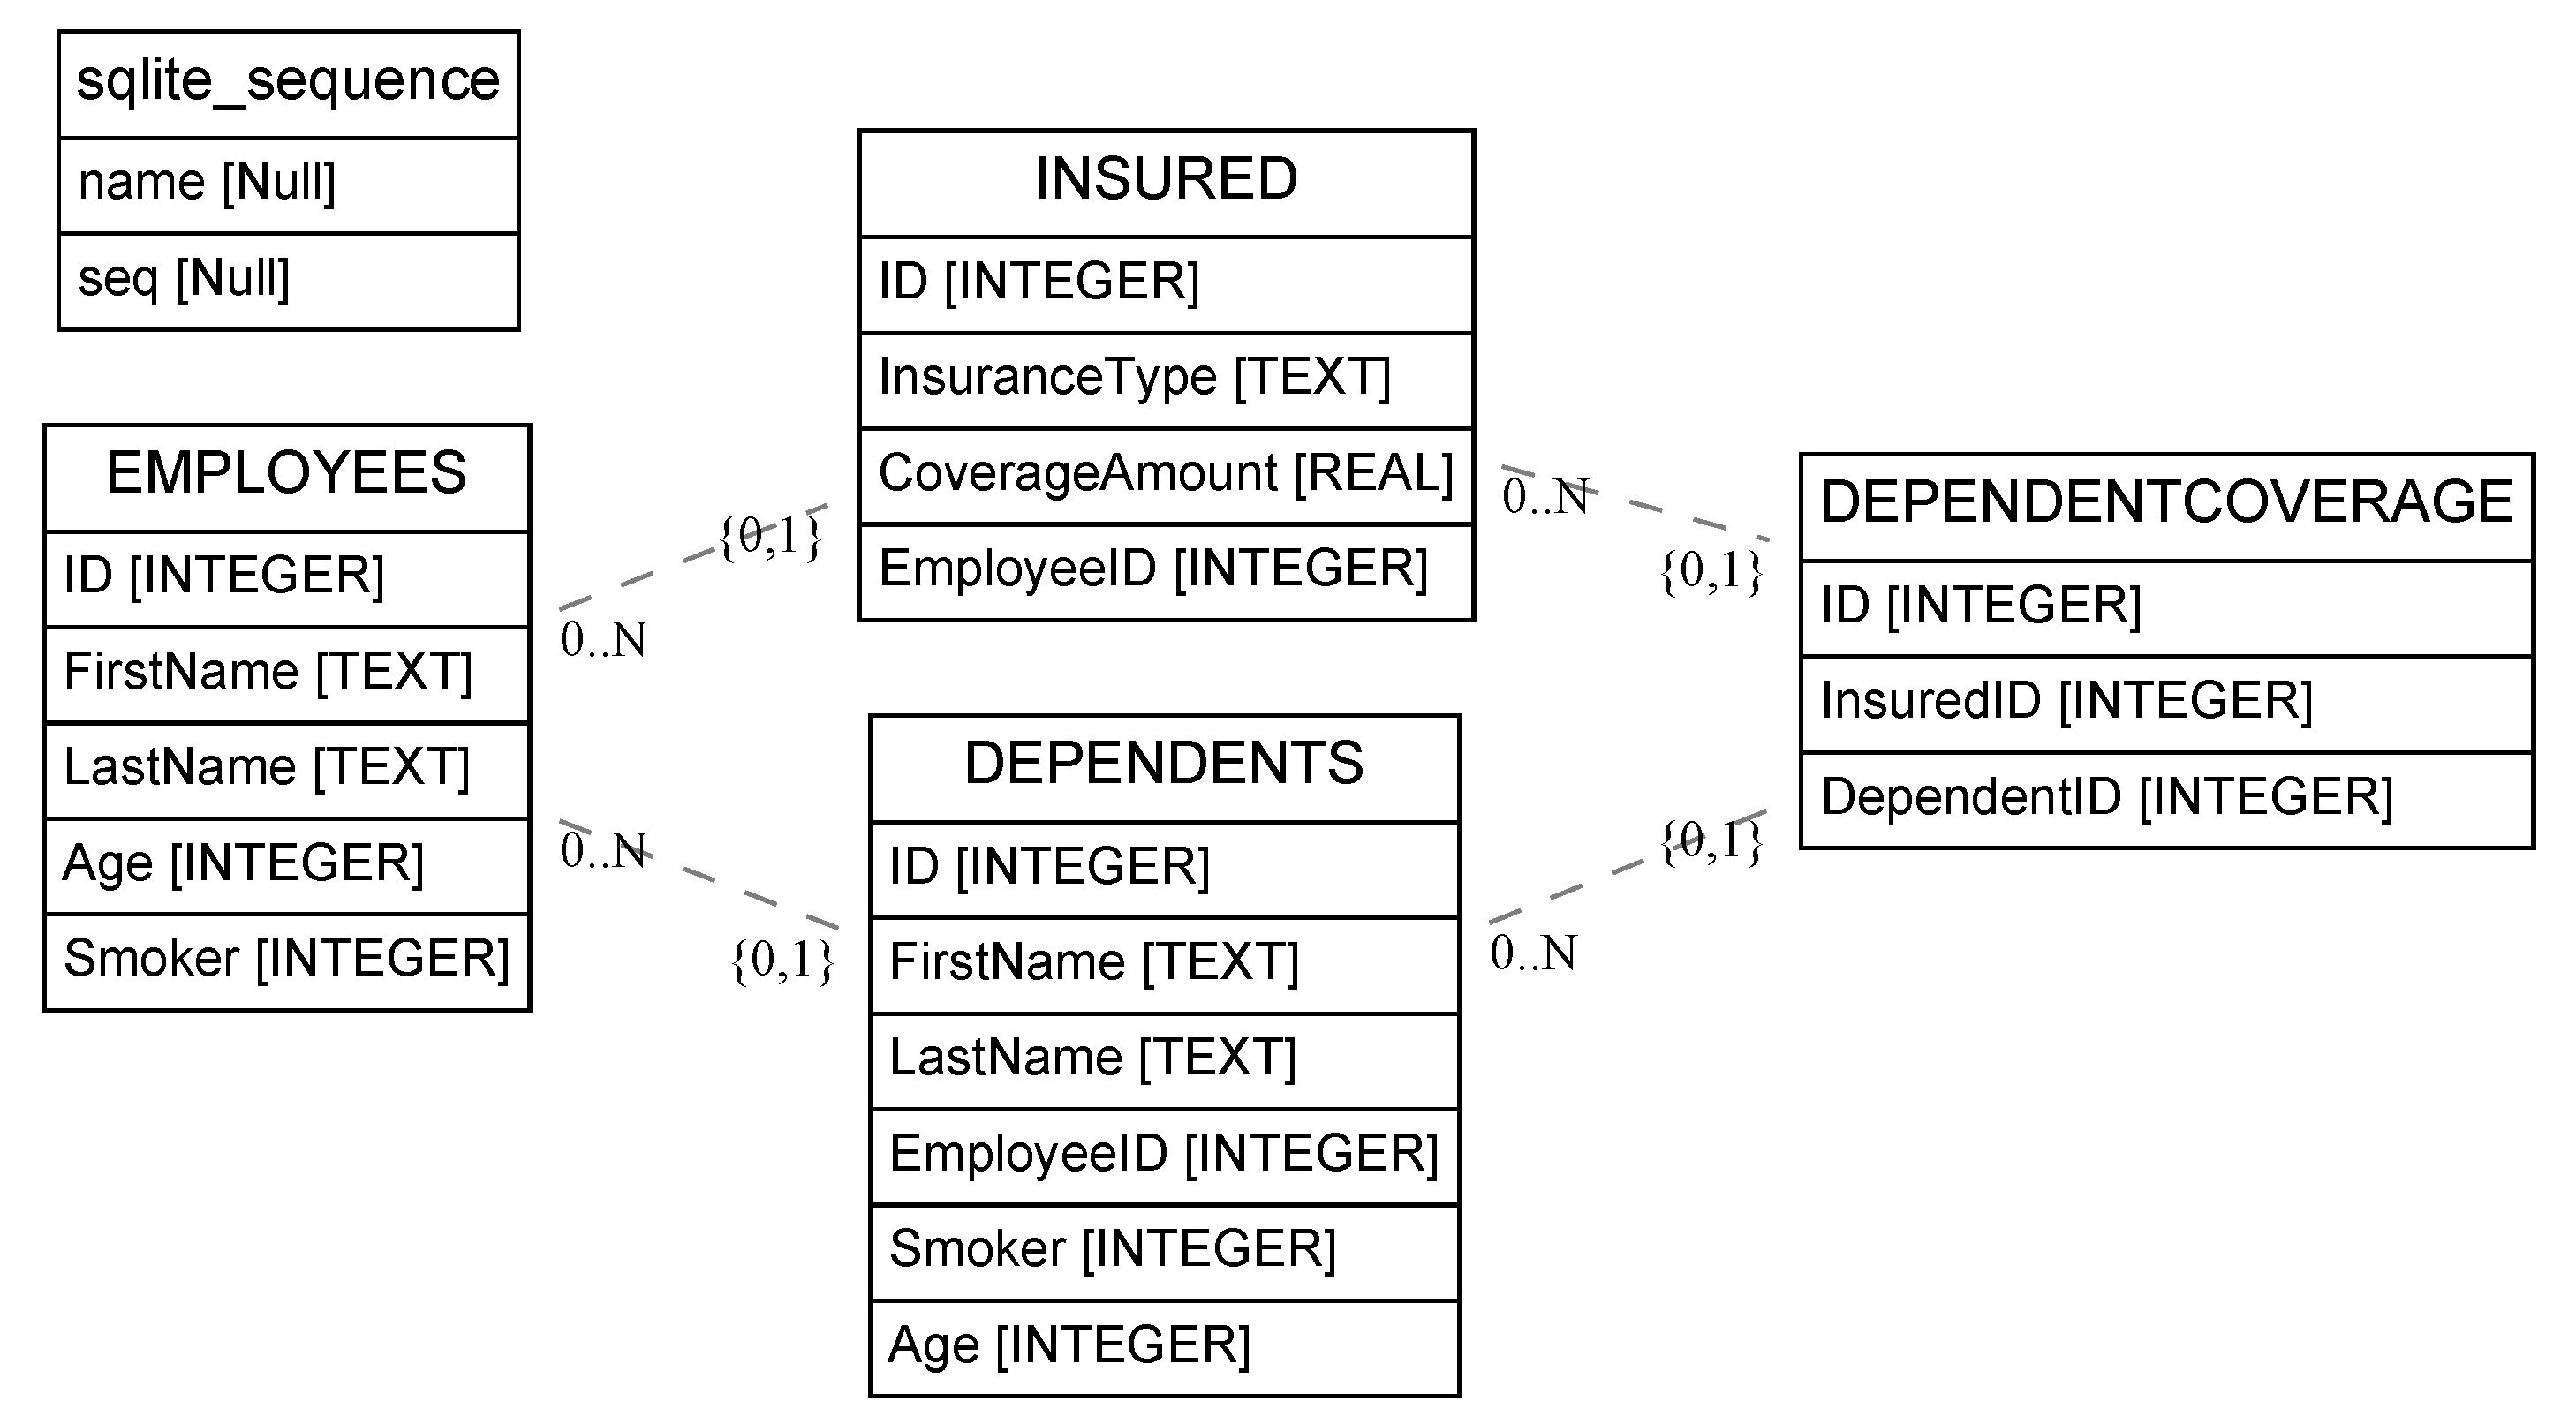 sqlite_sequence
name [Null]
seq [Null]
EMPLOYEES
ID [INTEGER]
FirstName [TEXT]
LastName [TEXT]
Age [INTEGER]
Smoker [INTEGER]
{0,1}
0..N
0..N
{0,1}
INSURED
ID [INTEGER]
InsuranceType [TEXT]
CoverageAmount [REAL]
EmployeeID [INTEGER]
DEPENDENTS
ID [INTEGER]
FirstName [TEXT]
LastName [TEXT]
EmployeeID [INTEGER]
Smoker [INTEGER]
Age [INTEGER]
0..N
{0,1}
{0,1}
0..N
DEPENDENTCOVERAGE
ID [INTEGER]
InsuredID [INTEGER]
DependentID [INTEGER]